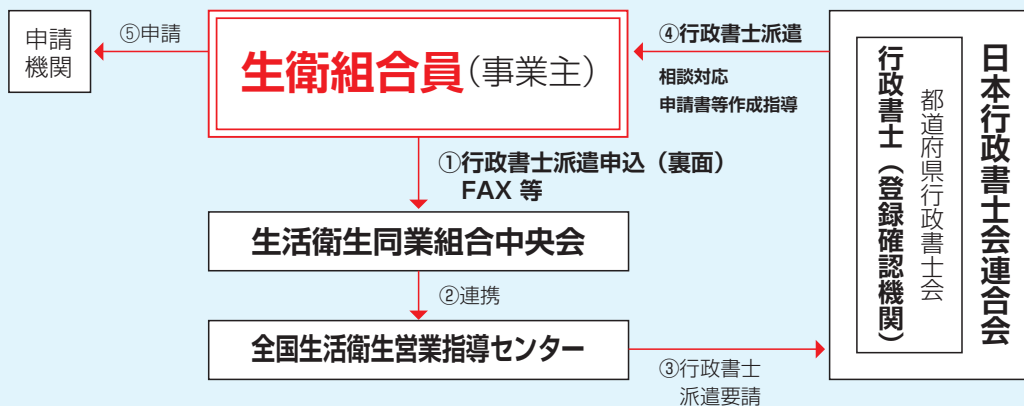 申請
機関
⑤申請
生衛組合員（事業主）
④行政書士派遣
相談対応
申請書等作成指導
①行政書士派遣申込（裏面）
FAX 等
生活衛生同業組合中央会
②連携
全国生活衛生営業指導センター
③行政書士
派遣要請
日本行政書士会連合会
都道府県行政書士会
行政書士（登録確認機関）